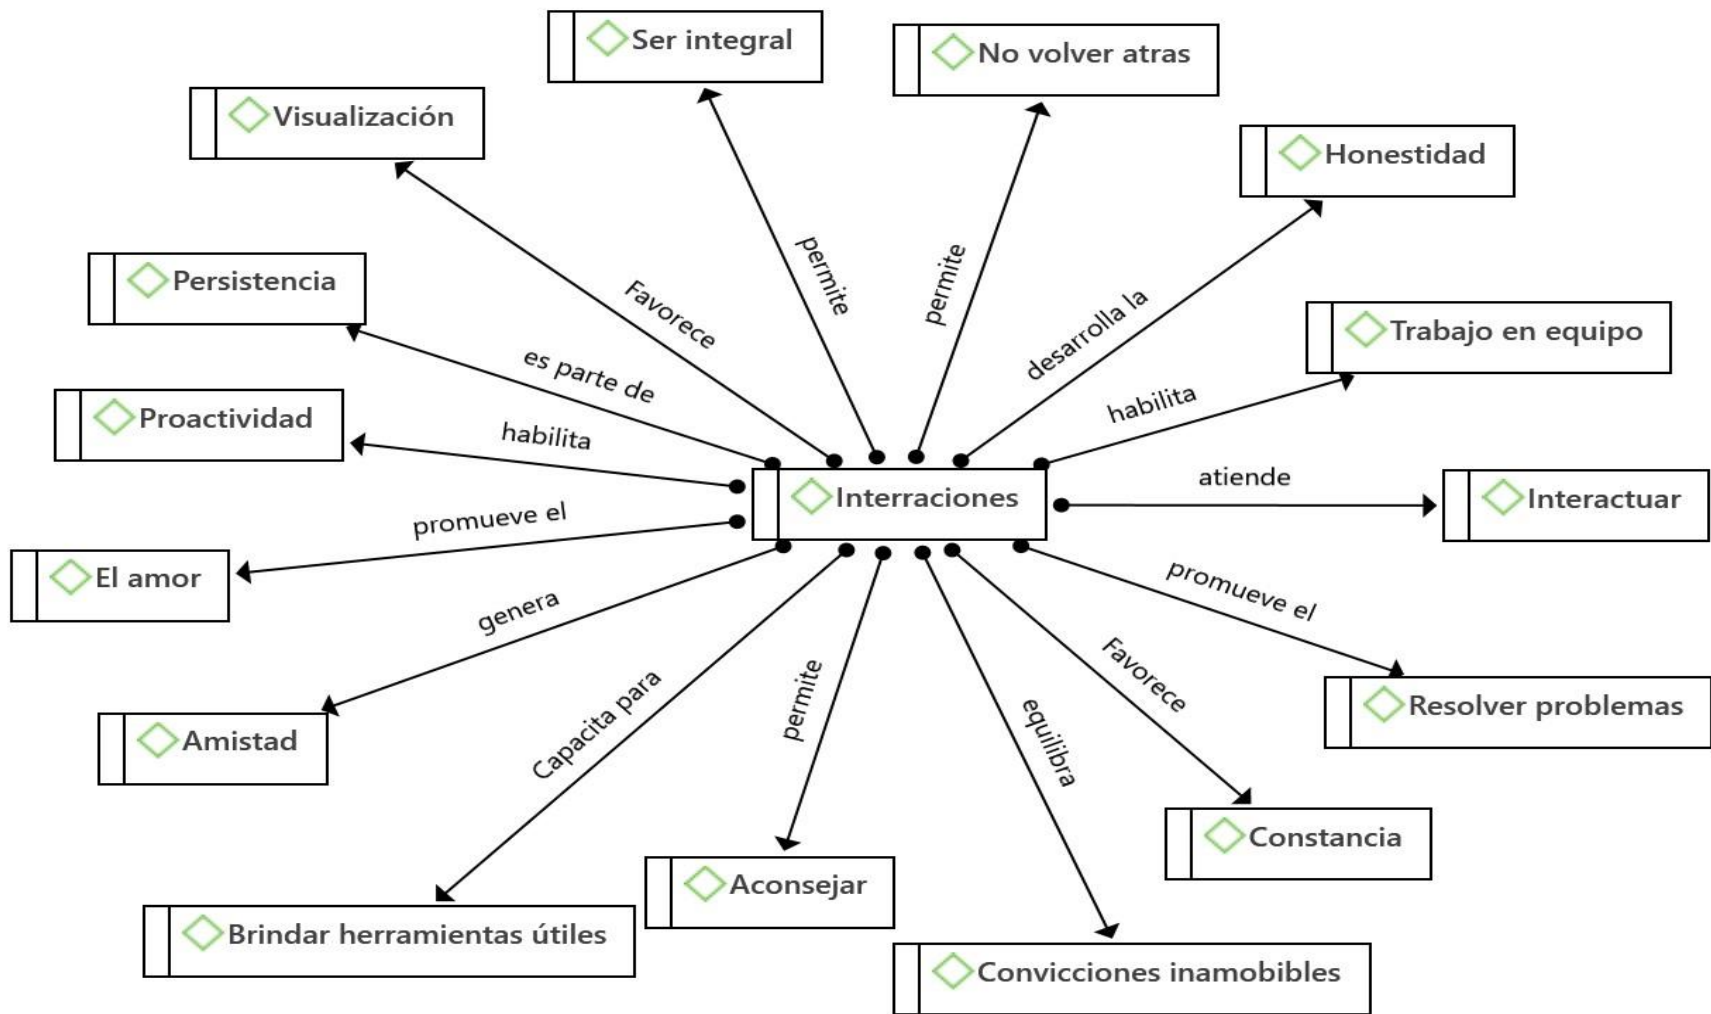 Ser integral
No volver atras
Visualización
Honestidad
permite
permite
Persistencia
Favorece
desarrolla la
Trabajo en equipo
es parte de
habilita
Proactividad
habilita
Interraciones
atiende
Interactuar
promueve el
El amor
genera
promueve el
Amistad
Capacita para
permite
equilibra
Favorece
Resolver problemas
Constancia
Aconsejar
Brindar herramientas útiles
Convicciones inamobibles